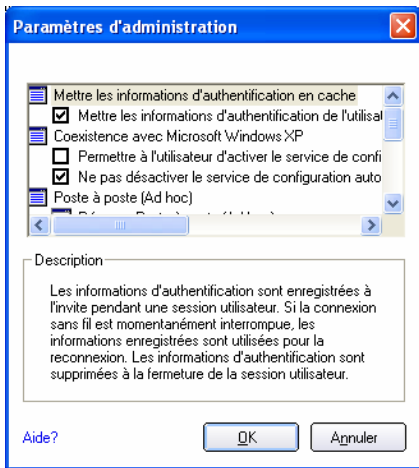 Paramètres d'administration
Mettre les informations d'authentification en cache
Mettre les informations d'authentification de l'utilisat
Coexistence avec Microsoft Windows XP
Permettre à l'utilisateur d'activer le service de confi
Ne pas désactiver le service de configuration auto
Poste à poste (Ad hoc)
Description
Les informations d'authentification sont enregistrées à
l'invite pendant une session utilisateur. Si la connexion
sans fil est momentanément interrompue, les
informations enregistrées sont utilisées pour la
reconnexion. Les informations d'authentification sont
supprimées à la fermeture de la session utilisateur.
Aide?
OK
Annuler